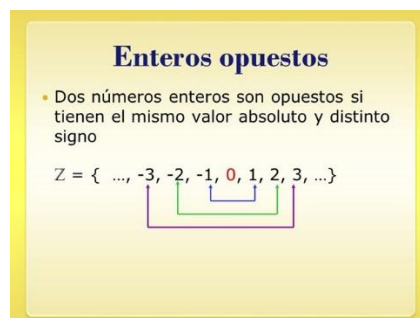 Enteros opuestos
• Dos números enteros son opuestos si
tienen el mismo valor absoluto y distinto
signo
Z = { ..., -3, -2, -1, 0, 1, 2, 3, ...}